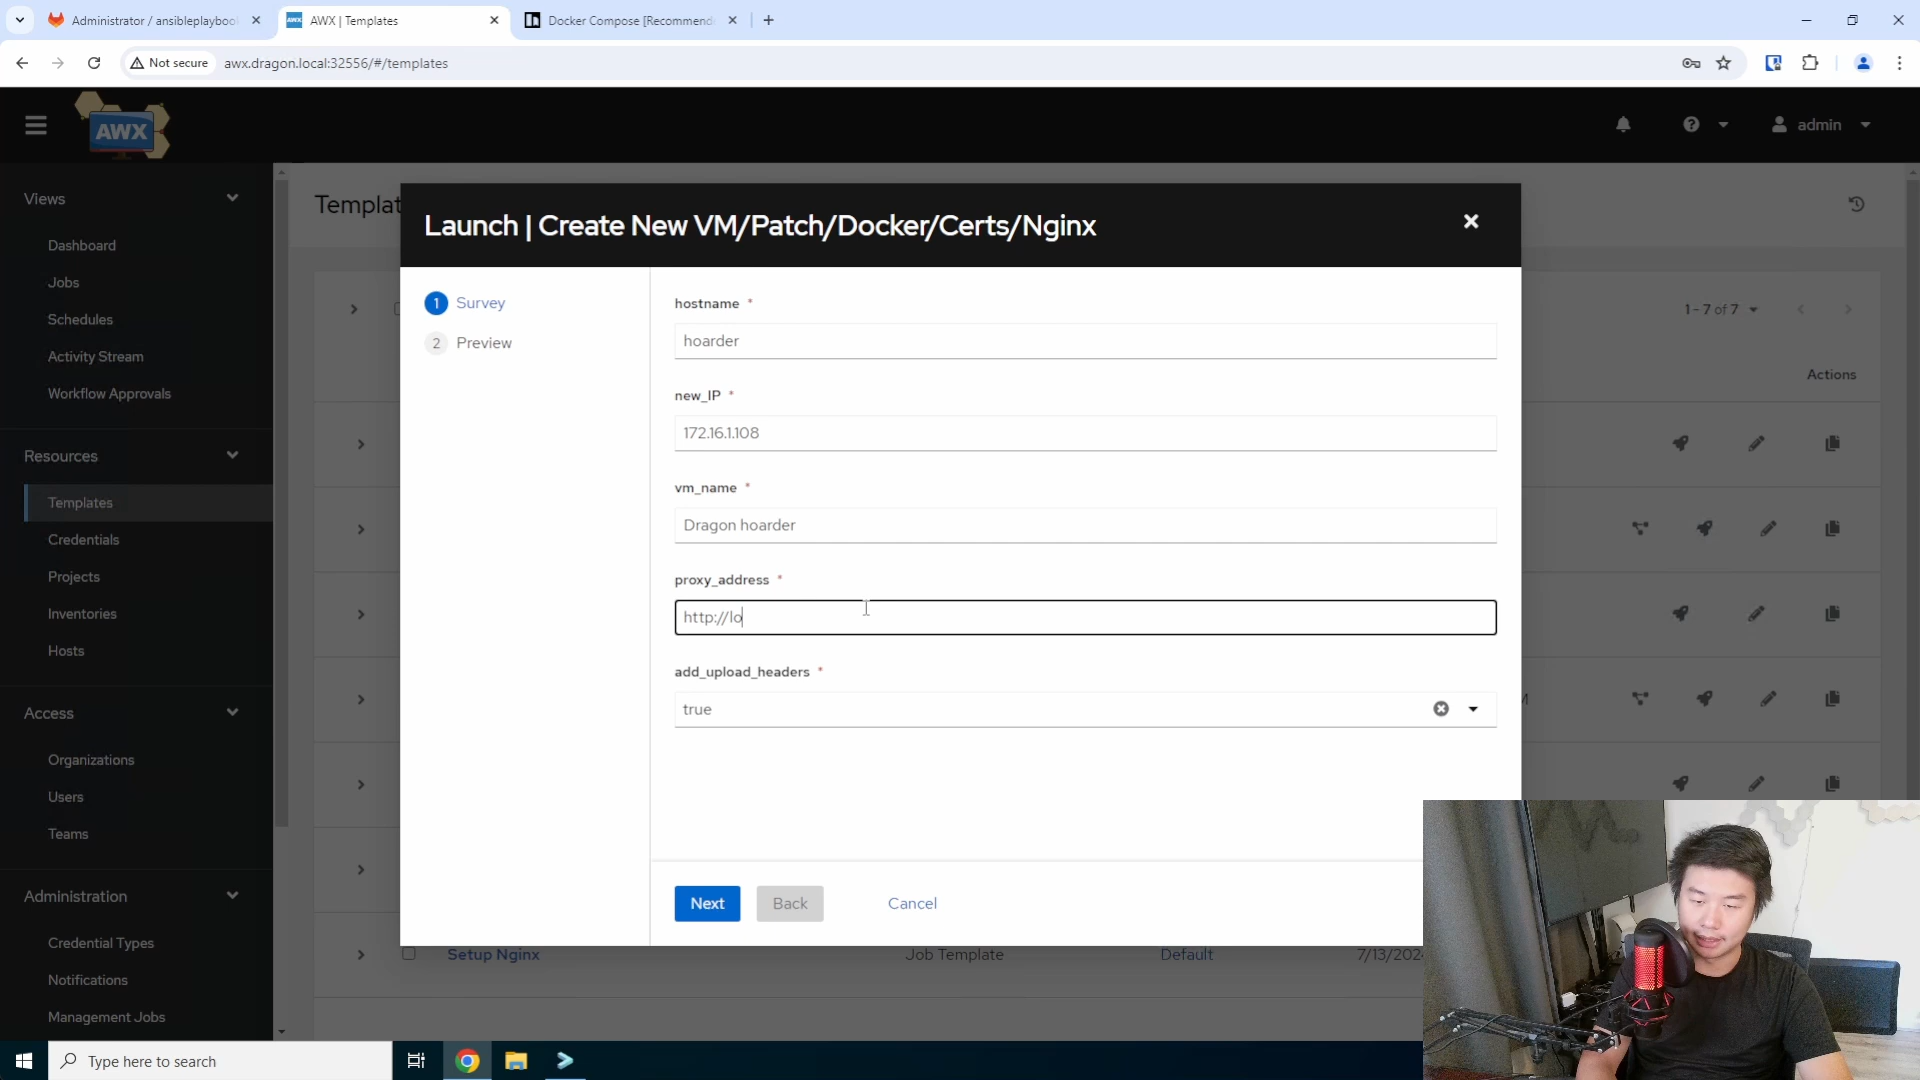 Administrator / ansibleplaybook
AWX | Templates
Docker Compose [Recommend
Not secure
awx.dragon.local:32556/#/templates
AWX
admin
Views
Dashboard
Jobs
Schedules
Activity Stream
Workflow Approvals
Resources
Templates
Credentials
Projects
Inventories
Hosts
Access
Organizations
Users
Teams
Administration
Credential Types
Notifications
Management Jobs
Templat
1 - 7 of 7
Actions
Launch | Create New VM/Patch/Docker/Certs/Nginx
1 Survey
2 Preview
hostname *
hoarder
new_IP *
172.16.1.108
vm_name *
Dragon hoarder
proxy_address *
http://lo
add_upload_headers *
true
Next
Back
Cancel
M
Setup Nginx
Job Template
Default
7/13/202
Type here to search